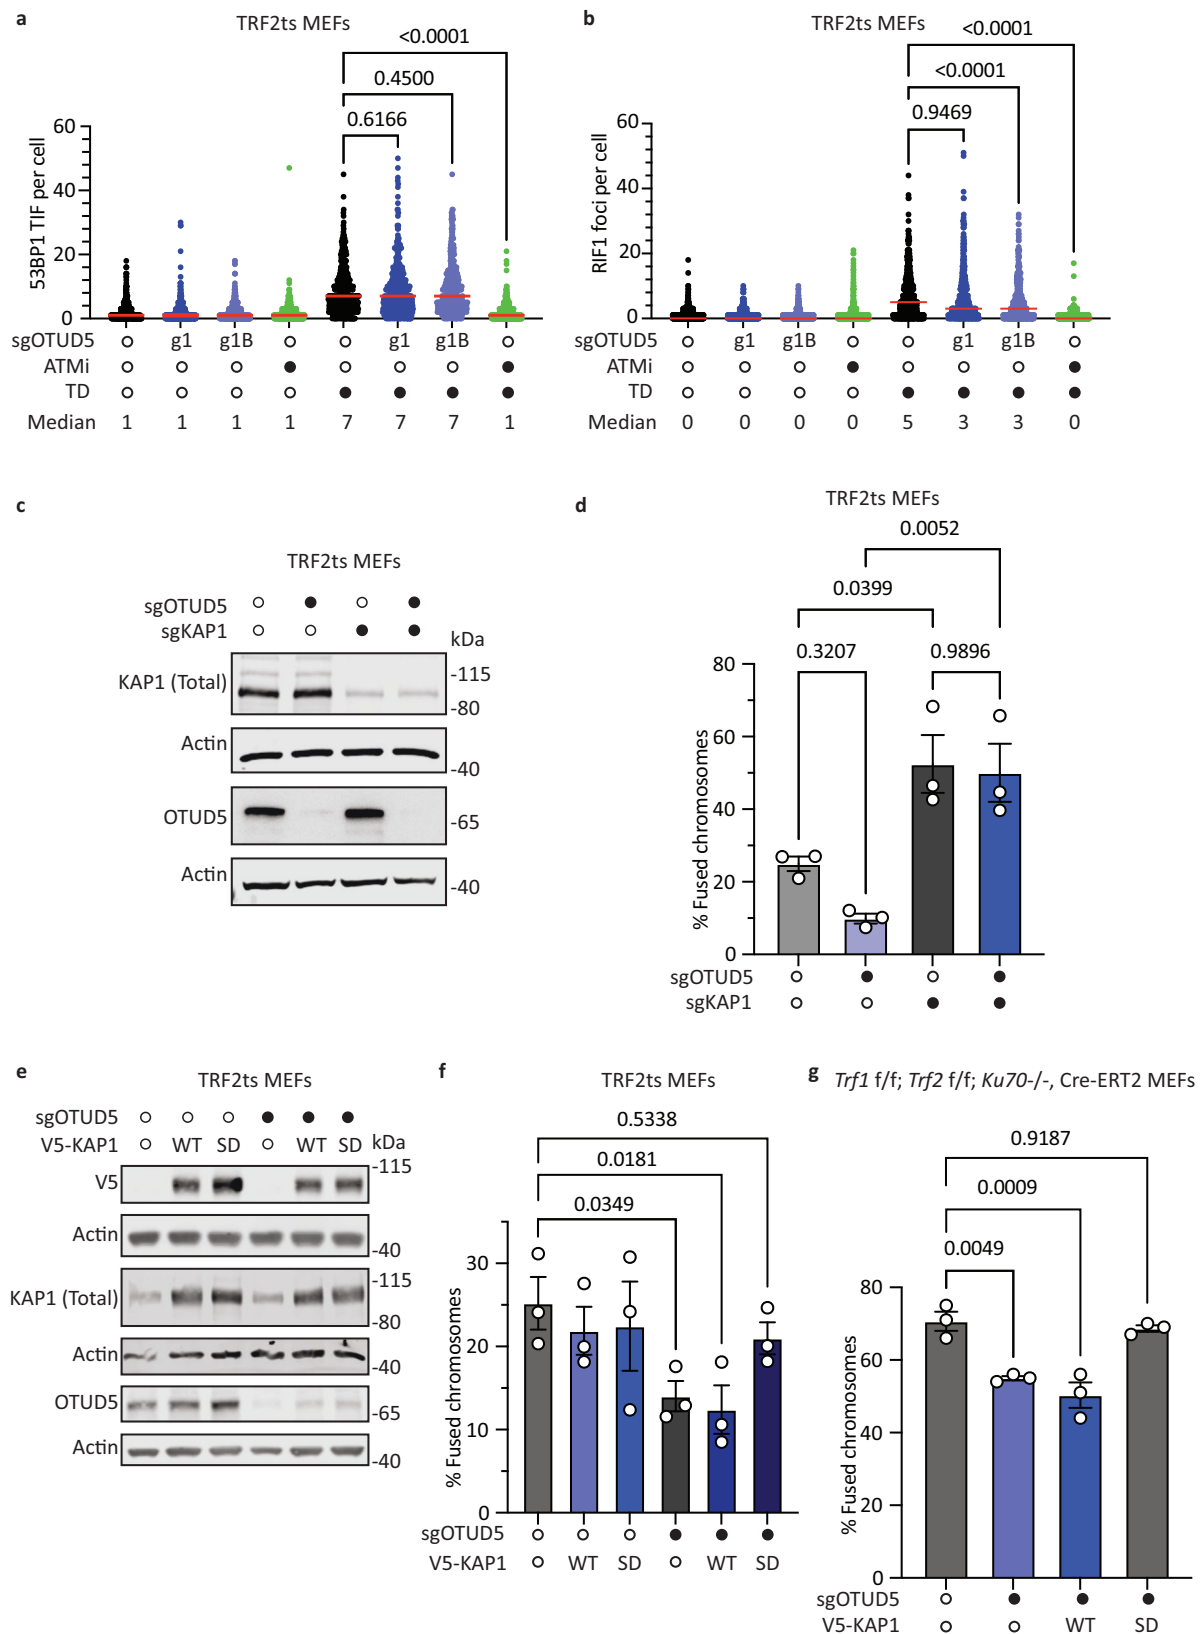 a
TRF2ts MEFs
<0.0001
0.4500
0.6166
53BP1 TIF per cell
60
40
20
0
sgOTUD5 g1 g1B g1 g1B
ATMi
TD
Median 1 1 1 1 7 7 7 1
b
TRF2ts MEFs
<0.0001
<0.0001
0.9469
RIF1 foci per cell
60
40
20
0
sgOTUD5 g1 g1B g1 g1B
ATMi
TD
Median 0 0 0 0 5 3 3 0
c
TRF2ts MEFs
sgOTUD5
sgKAP1
kDa
KAP1 (Total)
-115
-80
Actin
-40
OTUD5
-65
Actin
-40
d
TRF2ts MEFs
0.0052
0.0399
0.3207
0.9896
% Fused chromosomes
80
60
40
20
0
sgOTUD5
sgKAP1
e
TRF2ts MEFs
sgOTUD5
V5-KAP1 WT SD WT SD kDa
V5
-115
Actin
-40
KAP1 (Total)
-115
-80
Actin
-40
OTUD5
-65
Actin
-40
f
TRF2ts MEFs
0.5338
0.0181
0.0349
% Fused chromosomes
30
20
10
0
sgOTUD5
V5-KAP1 WT SD WT SD
g Trf1 f/f; Trf2 f/f; Ku70-/-, Cre-ERT2 MEFs
0.9187
0.0009
0.0049
% Fused chromosomes
80
60
40
20
0
sgOTUD5
V5-KAP1 WT SD